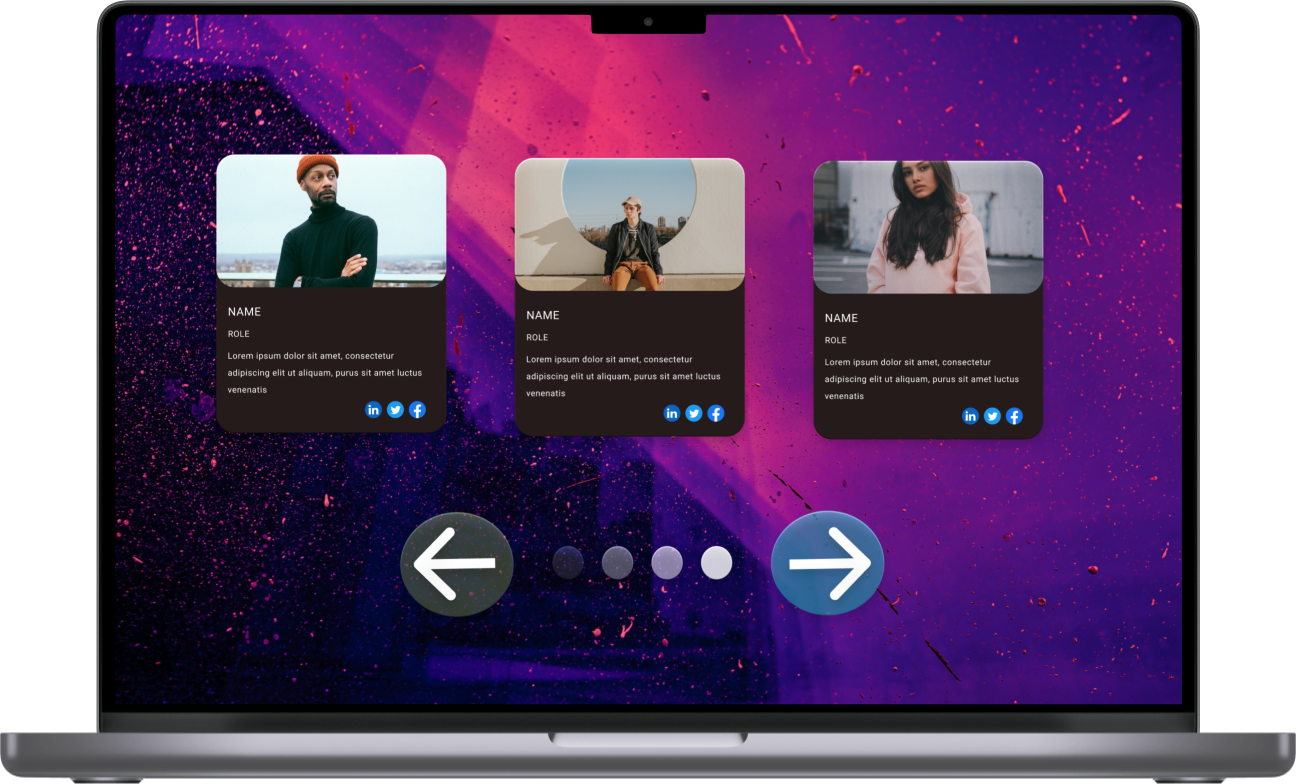 NAME
ROLE
Lorem ipsum dolor sit amet, consectetur
adipiscing elit ut aliquam, purus sit amet luctus
venenatis
in
f
NAME
ROLE
Lorem ipsum dolor sit amet, consectetur
adipiscing elit ut aliquam, purus sit amet luctus
venenatis
in
f
NAME
ROLE
Lorem ipsum dolor sit amet, consectetur
adipiscing elit ut aliquam, purus sit amet luctus
venenatis
in
f